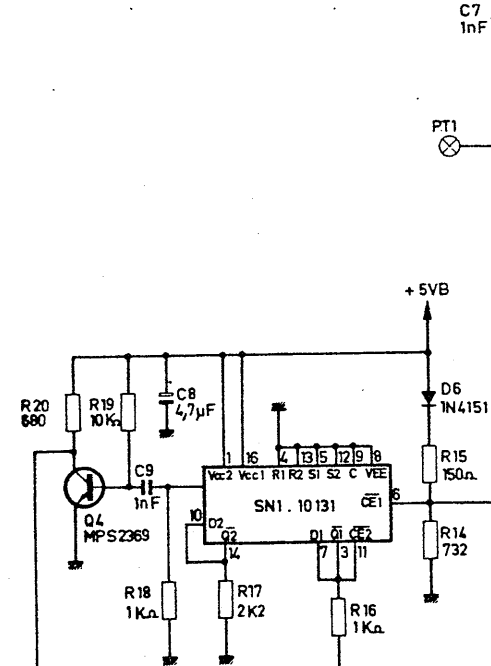 C7
1nF
PT1
+5VB
D6
1N4151
R20
680
R19
10KΩ
C8
4,7µF
R15
150Ω
C9
1 16 4 13 5 12 9 8
Vcc2 Vcc1 R1 R2 S1 S2 C VEE
SN1.10131
CE1
6
10
D2
Q2
D1 Q1 CE2
14
7 3 11
1nF
Q4
MPS2369
R14
732
R18
1KΩ
R17
2K2
R16
1KΩ